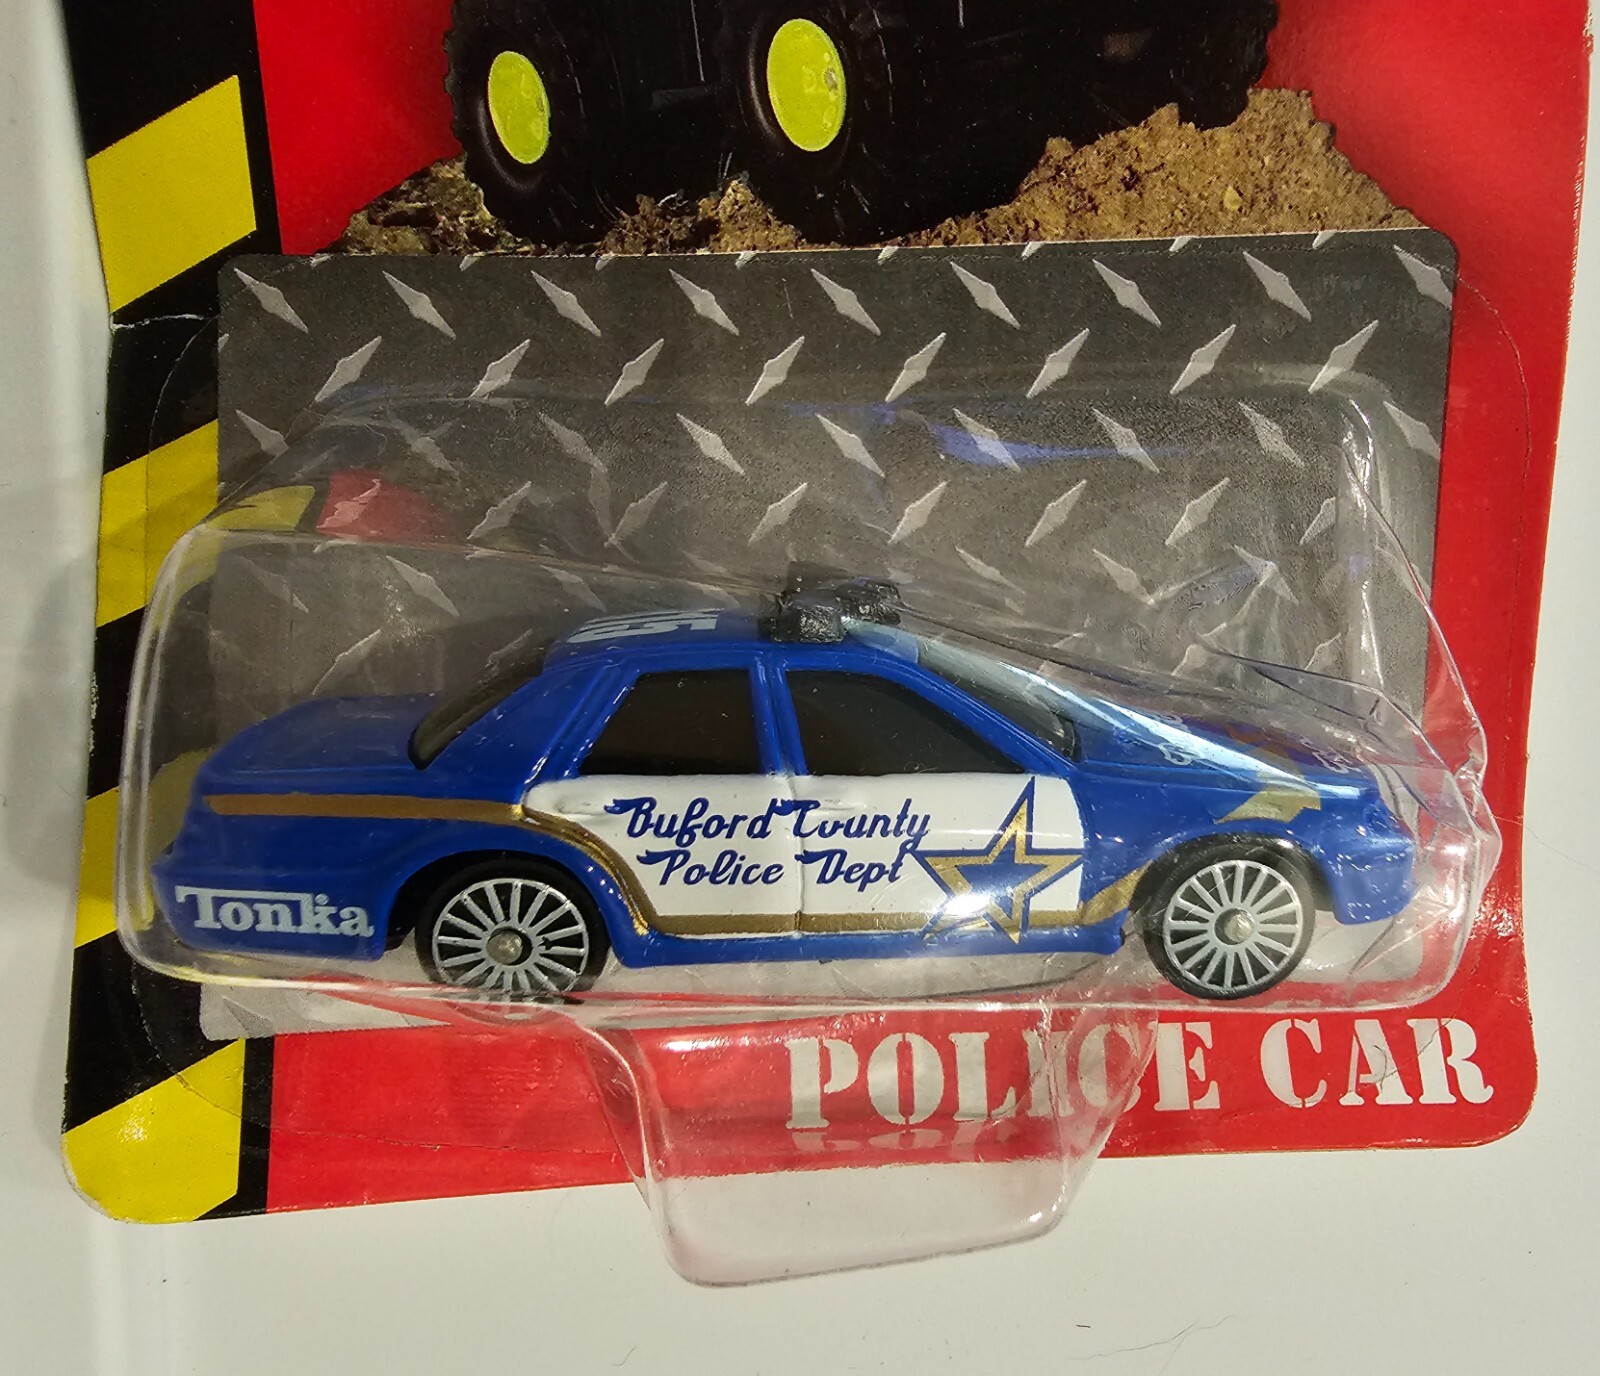 Buford County
Police Dept
Tonka
POLICE CAR